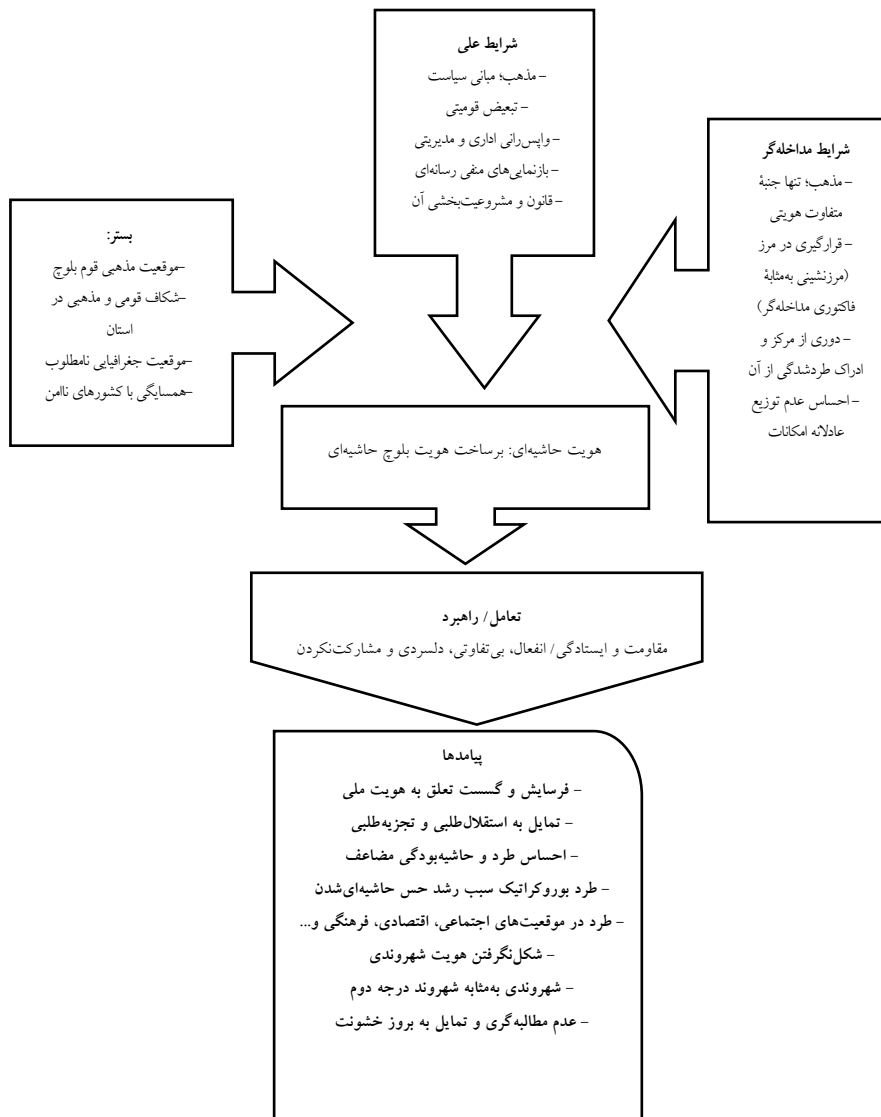 شرایط علی
- مذهب؛ مبانی سیاست
- تبعیض قومیتی
- واپس‌رانی اداری و مدیریتی
- بازنمایی‌های منفی رسانه‌ای
- قانون و مشروعیت‌بخشی آن
شرایط مداخله‌گر
- مذهب؛ تنها جنبۀ
متفاوت هویتی
- قرارگیری در مرز
(مرزنشینی به‌مثابۀ
فاکتوری مداخله‌گر)
- دوری از مرکز و
ادراک طردشدگی از آن
- احساس عدم توزیع
عادلانه امکانات
بستر:
-موقعیت مذهبی قوم بلوچ
-شکاف قومی و مذهبی در
استان
-موقعیت جغرافیایی نامطلوب
-همسایگی با کشورهای ناامن
هویت حاشیه‌ای: برساخت هویت بلوچ حاشیه‌ای
تعامل/ راهبرد
مقاومت و ایستادگی/ انفعال، بی‌تفاوتی، دلسردی و مشارکت‌نکردن
پیامدها
- فرسایش و گسست تعلق به هویت ملی
- تمایل به استقلال‌طلبی و تجزیه‌طلبی
- احساس طرد و حاشیه‌بودگی مضاعف
- طرد بوروکراتیک سبب رشد حس حاشیه‌ای‌شدن
- طرد در موقعیت‌های اجتماعی، اقتصادی، فرهنگی و...
- شکل‌نگرفتن هویت شهروندی
- شهروندی به‌مثابه شهروند درجه دوم
- عدم مطالبه‌گری و تمایل به بروز خشونت